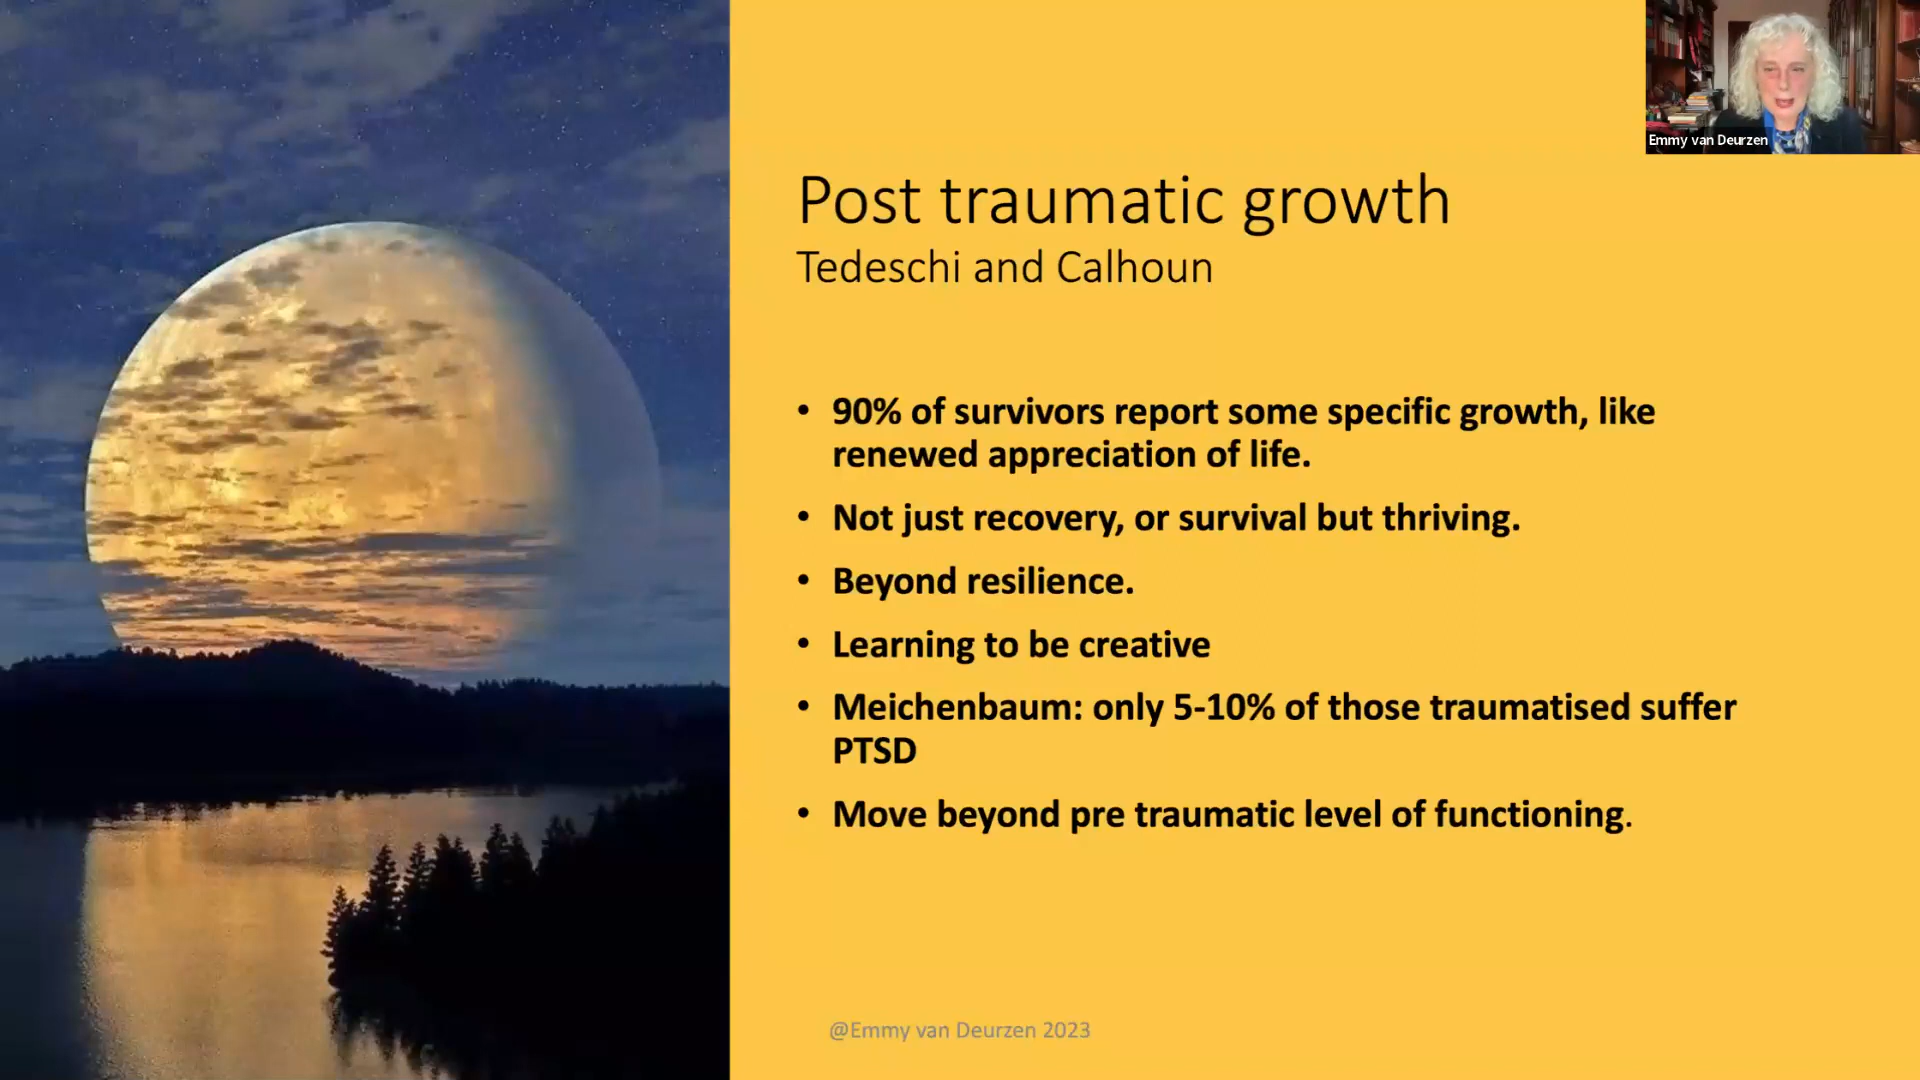 Emmy van Deurzen
Post traumatic growth
Tedeschi and Calhoun
• 90% of survivors report some specific growth, like
renewed appreciation of life.
• Not just recovery, or survival but thriving.
• Beyond resilience.
• Learning to be creative
• Meichenbaum: only 5-10% of those traumatised suffer
PTSD
• Move beyond pre traumatic level of functioning.
@Emmy van Deurzen 2023